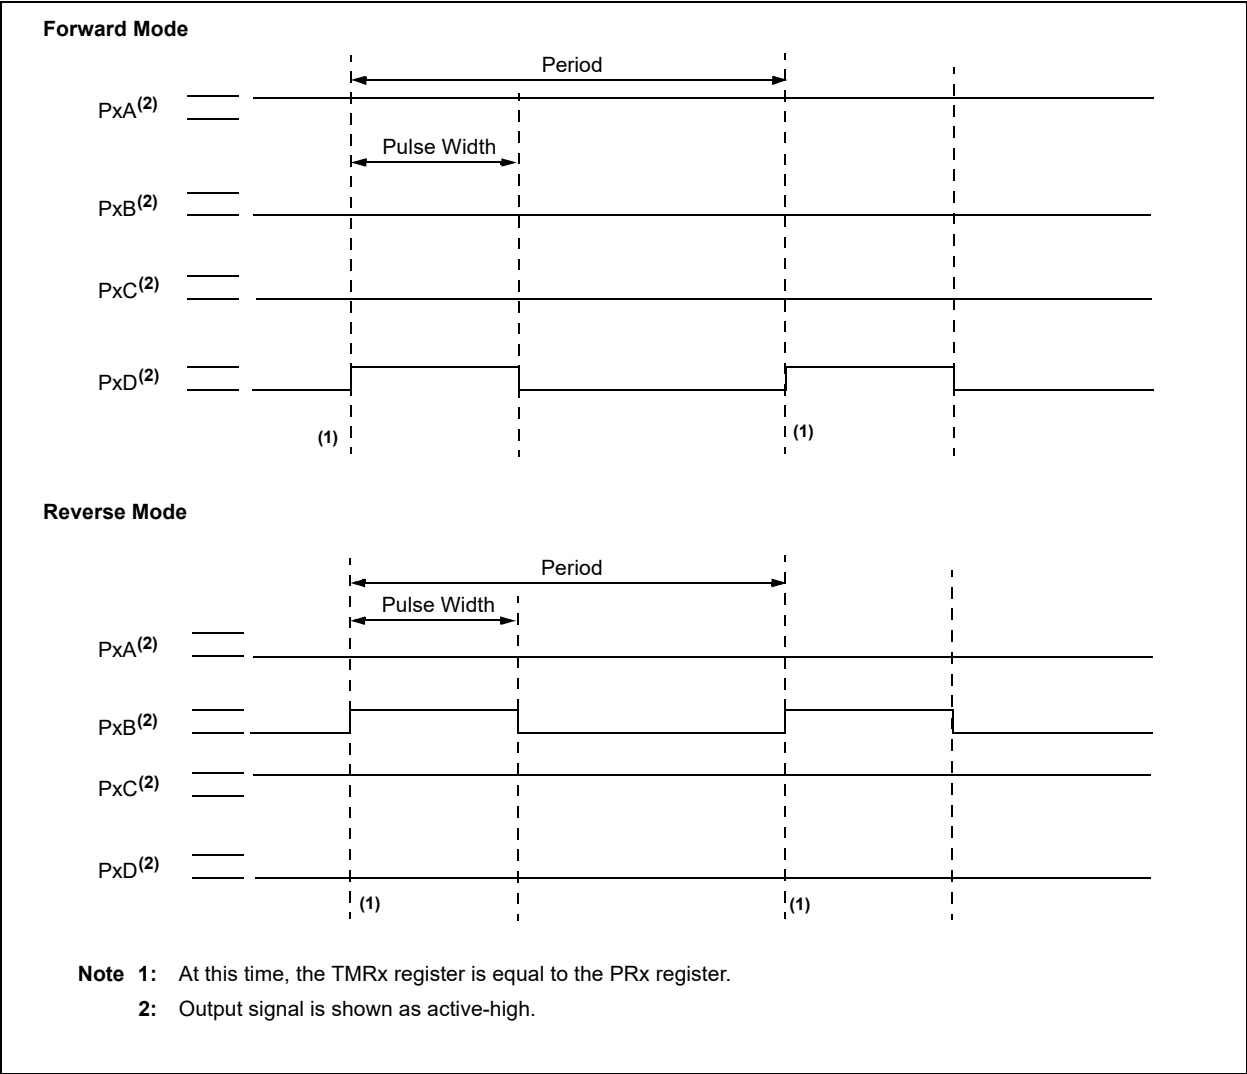 Forward Mode
Period
PxA(2)
Pulse Width
PxB(2)
PxC(2)
PxD(2)
(1)
(1)
Reverse Mode
Period
Pulse Width
PxA(2)
PxB(2)
PxC(2)
PxD(2)
(1)
(1)
Note 1: At this time, the TMRx register is equal to the PRx register.
2: Output signal is shown as active-high.